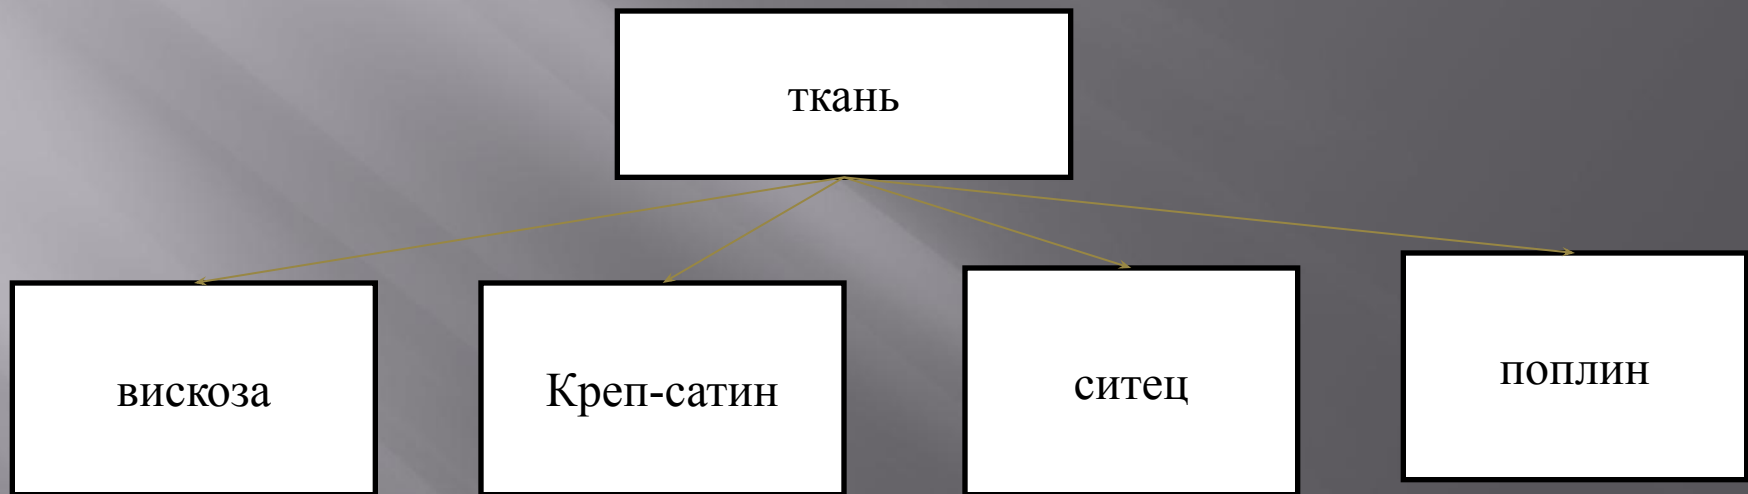 ткань
вискоза
Креп-сатин
ситец
поплин